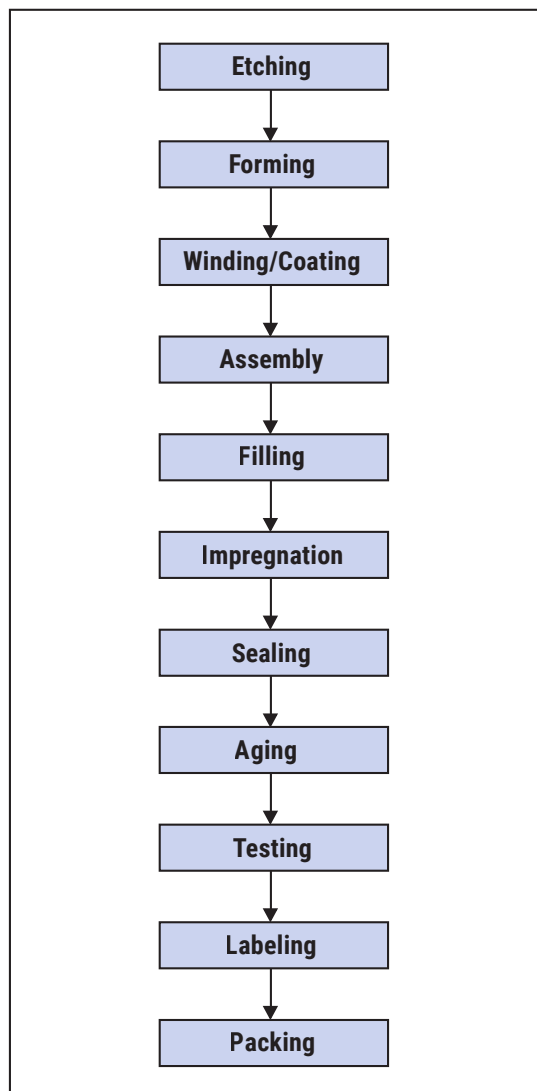 Etching
Forming
Winding/Coating
Assembly
Filling
Impregnation
Sealing
Aging
Testing
Labeling
Packing